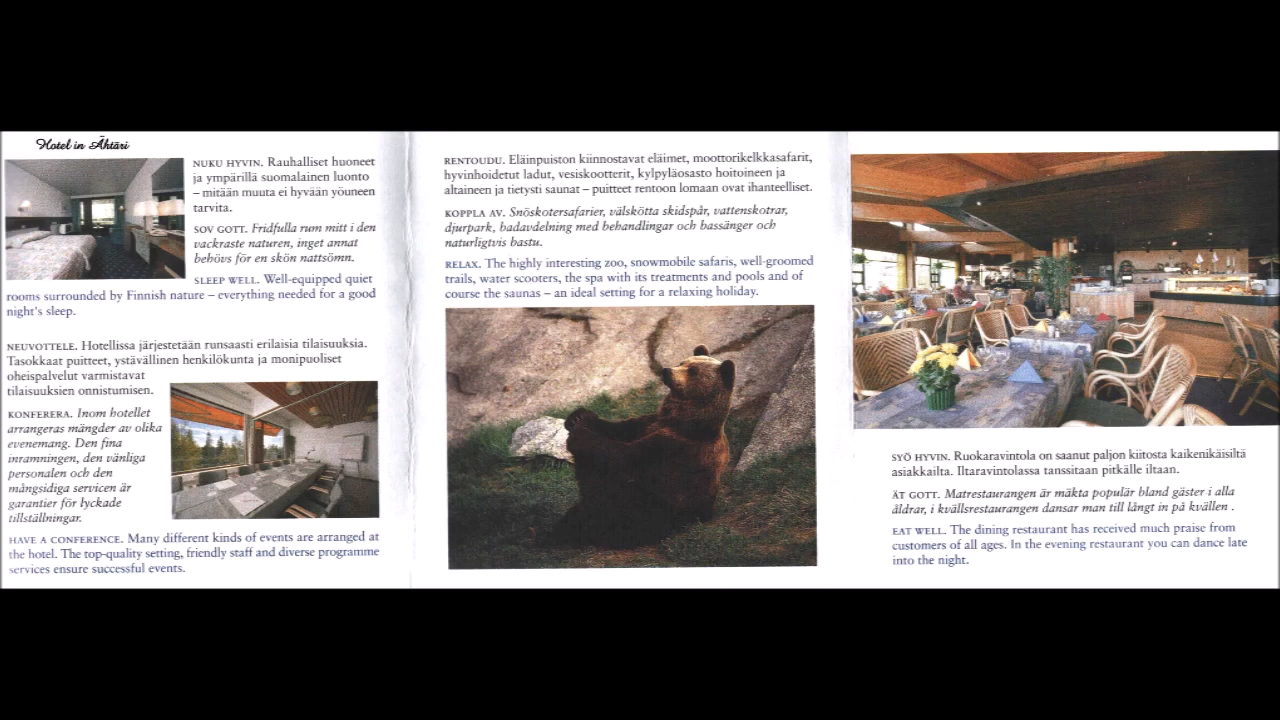 Hotel in Ähtäri
NUKU HYVIN. Rauhalliset huoneet
ja ympärillä suomalainen luonto
– mitään muuta ei hyvään yöuneen
tarvita.
SOV GOTT. Fridfulla rum mitt i den
vackraste naturen, inget annat
behövs för en skön nattsömn.
SLEEP WELL. Well-equipped quiet
rooms surrounded by Finnish nature – everything needed for a good
night's sleep.
NEUVOTTELE. Hotellissa järjestetään runsaasti erilaisia tilaisuuksia.
Tasokkaat puitteet, ystävällinen henkilökunta ja monipuoliset
oheispalvelut varmistavat
tilaisuuksien onnistumisen.
KONFERERA. Inom hotellet
arrangeras mängder av olika
evenemang. Den fina
inramningen, den vänliga
personalen och den
mångsidiga servicen är
garantier för lyckade
tillställningar.
HAVE A CONFERENCE. Many different kinds of events are arranged at
the hotel. The top-quality setting, friendly staff and diverse programme
services ensure successful events.
RENTOUDU. Eläinpuiston kiinnostavat eläimet, moottorikelkkasafarit,
hyvinhoidetut ladut, vesiskootterit, kylpyläosasto hoitoineen ja
altaineen ja tietysti saunat – puitteet rentoon lomaan ovat ihanteelliset.
KOPPLA AV. Snöskotersafarier, välskötta skidspår, vattenskotrar,
djurpark, badavdelning med behandlingar och bassänger och
naturligtvis bastu.
RELAX. The highly interesting zoo, snowmobile safaris, well-groomed
trails, water scooters, the spa with its treatments and pools and of
course the saunas – an ideal setting for a relaxing holiday.
SYÖ HYVIN. Ruokaravintola on saanut paljon kiitosta kaikenikäisiltä
asiakkailta. Iltaravintolassa tanssitaan pitkälle iltaan.
ÄT GOTT. Matrestaurangen är mäkta populär bland gäster i alla
åldrar, i kvällsrestaurangen dansar man till långt in på kvällen .
EAT WELL. The dining restaurant has received much praise from
customers of all ages. In the evening restaurant you can dance late
into the night.